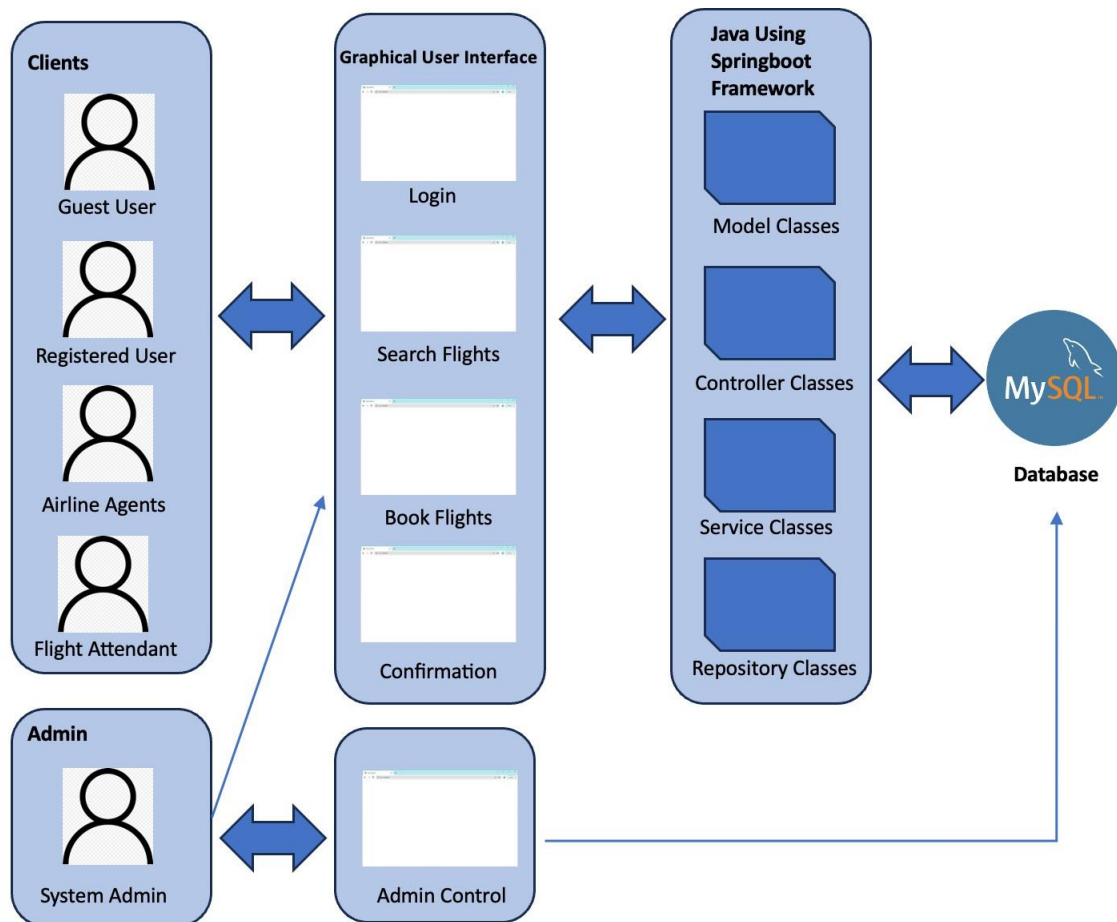 Clients
Guest User
Registered User
Airline Agents
Flight Attendant
Graphical User Interface
Login
Search Flights
Book Flights
Confirmation
Java Using
Springboot
Framework
Model Classes
Controller Classes
Service Classes
Repository Classes
MySQL
Database
Admin
System Admin
Admin Control